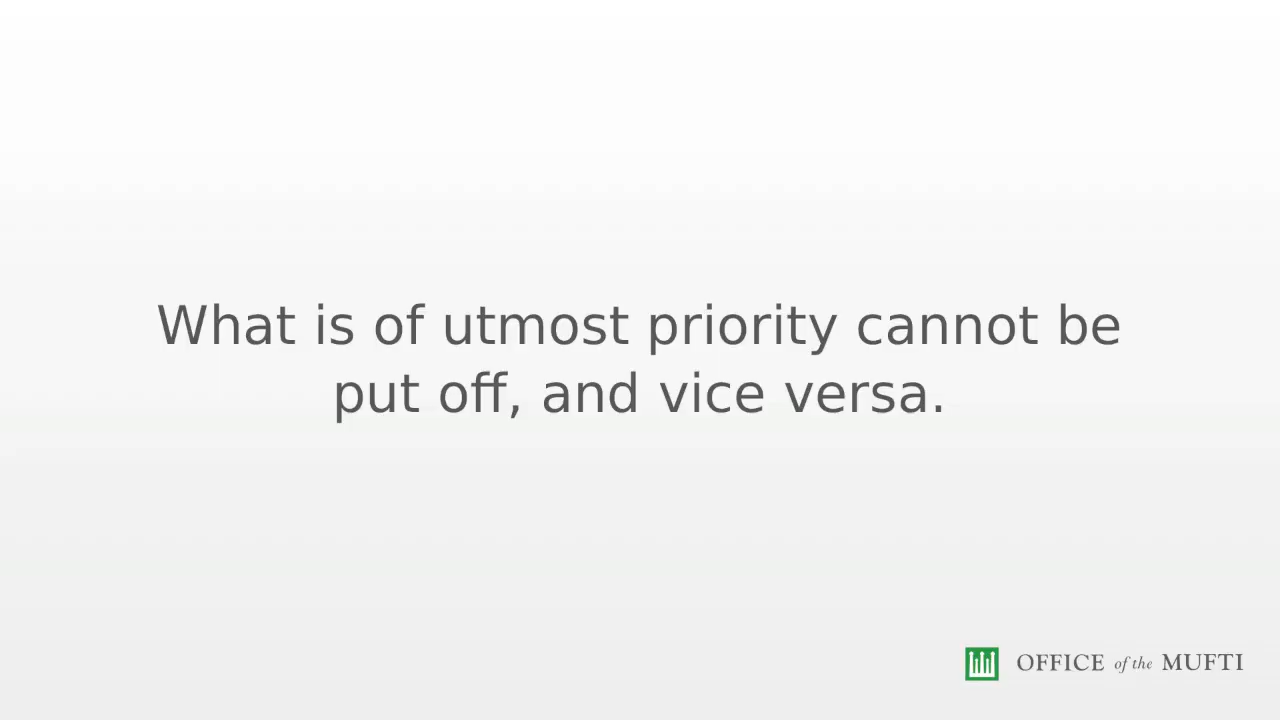 What is of utmost priority cannot be
put off, and vice versa.
OFFICE of the MUFTI